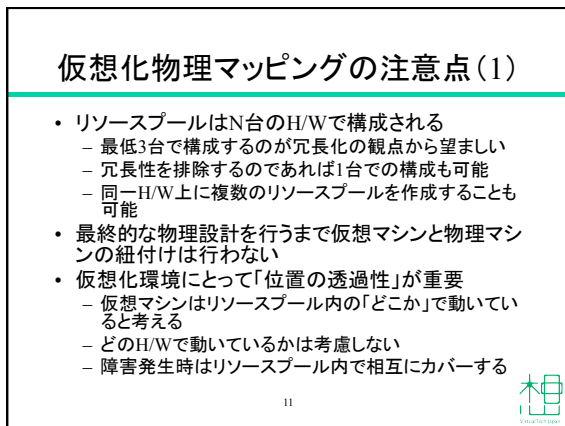 仮想化物理マッピングの注意点(1)
• リソースプールはN台のH/Wで構成される
– 最低3台で構成するのが冗長化の観点から望ましい
– 冗長性を排除するのであれば1台での構成も可能
– 同一H/W上に複数のリソースプールを作成することも
可能
• 最終的な物理設計を行うまで仮想マシンと物理マシ
ンの紐付けは行わない
• 仮想化環境にとって「位置の透過性」が重要
– 仮想マシンはリソースプール内の「どこか」で動いてい
ると考える
– どのH/Wで動いているかは考慮しない
– 障害発生時はリソースプール内で相互にカバーする
11
VirtualTech Japan